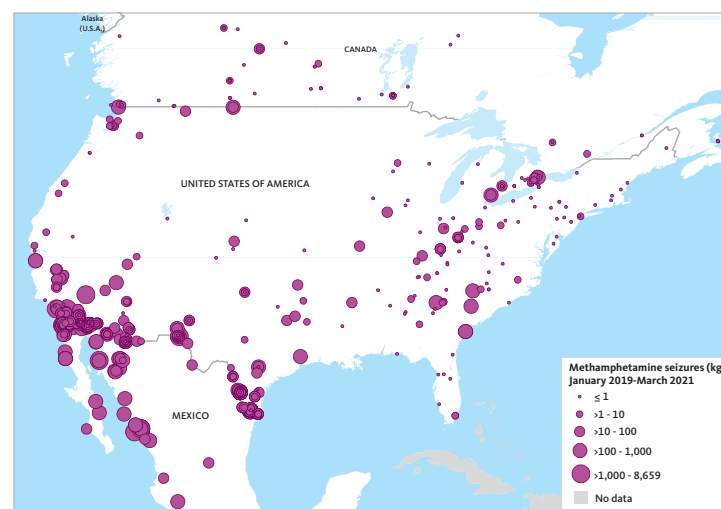 Alaska
(U.S.A.)
CANADA
UNITED STATES OF AMERICA
MEXICO
Methamphetamine seizures (kg
January 2019-March 2021
≤ 1
>1 - 10
>10 - 100
>100 - 1,000
>1,000 - 8,659
No data